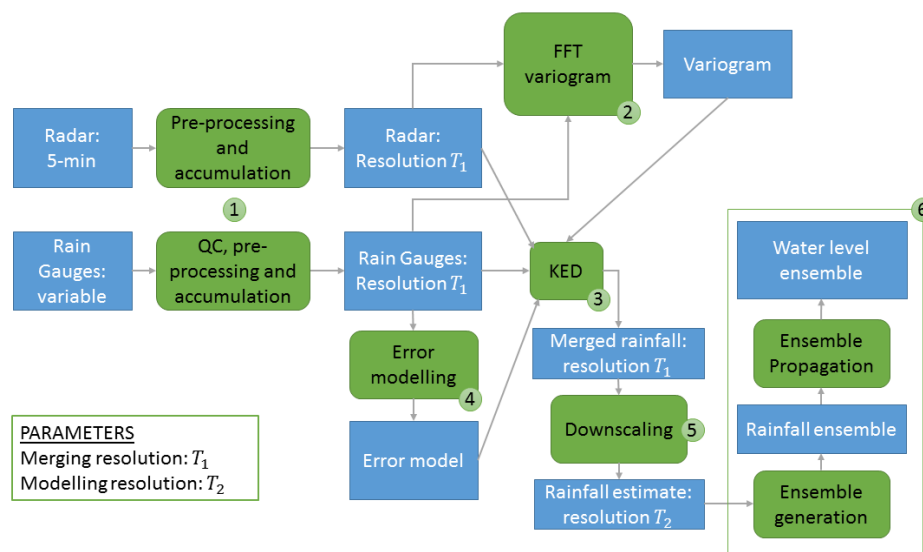 FFT
variogram
2
Variogram
Radar:
5-min
Pre-processing
and
accumulation
Radar:
Resolution T₁
1
6
Rain
Gauges:
variable
QC, pre-
processing and
accumulation
Rain Gauges:
Resolution T₁
KED
3
Water level
ensemble
Error
modelling
4
Merged rainfall:
resolution T₁
Ensemble
Propagation
PARAMETERS
Merging resolution: T₁
Modelling resolution: T₂
Error model
Downscaling
5
Rainfall ensemble
Rainfall estimate:
resolution T₂
Ensemble
generation